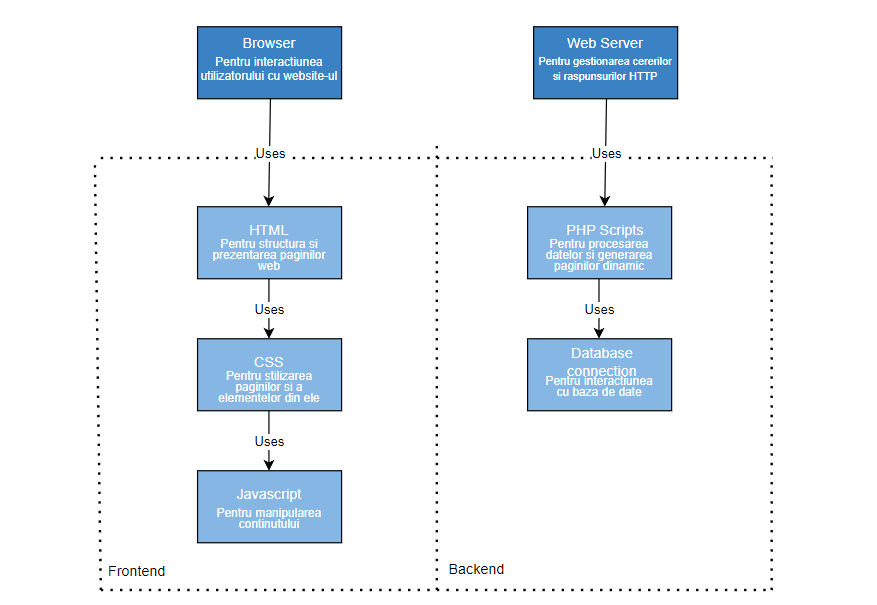 Browser
Pentru interactiunea
utilizatorului cu website-ul
Uses
HTML
Pentru structura si
prezentarea paginilor
web
Uses
CSS
Pentru stilizarea
paginilor si a
elementelor din ele
Uses
Javascript
Pentru manipularea
continutului
Frontend
Web Server
Pentru gestionarea cererilor
si raspunsurilor HTTP
Uses
PHP Scripts
Pentru procesarea
datelor si generarea
paginilor dinamic
Uses
Database
connection
Pentru interactiunea
cu baza de date
Backend